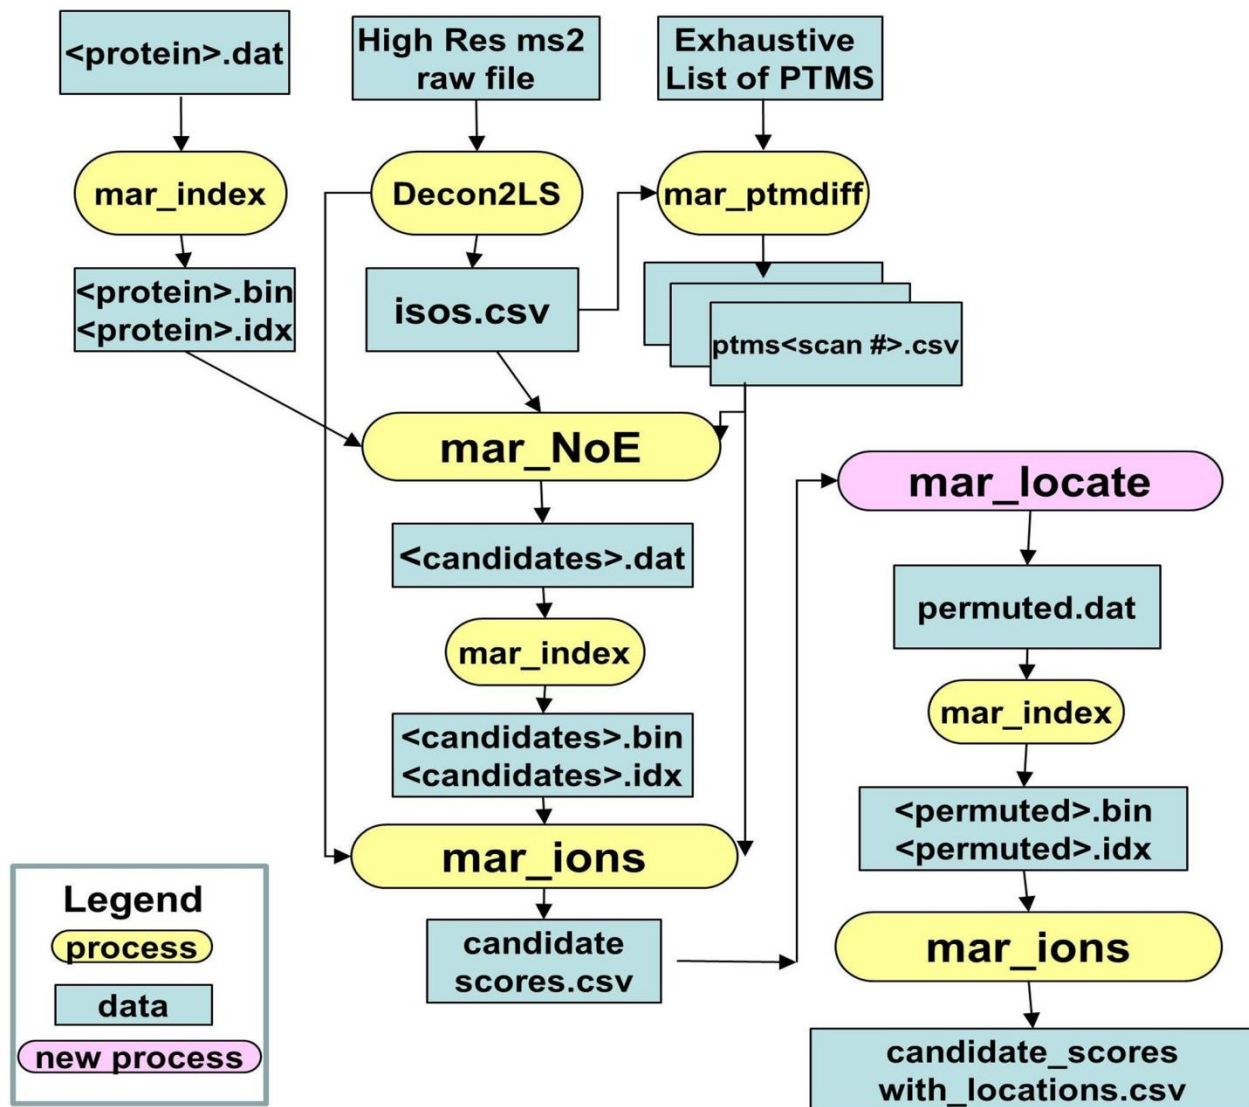 <protein>.dat
High Res ms2
raw file
Exhaustive
List of PTMS
mar_index
Decon2LS
mar_ptmdiff
<protein>.bin
<protein>.idx
isos.csv
ptms<scan #>.csv
mar_NoE
<candidates>.dat
mar_index
<candidates>.bin
<candidates>.idx
mar_ions
candidate
scores.csv
mar_locate
permuted.dat
mar_index
<permuted>.bin
<permuted>.idx
mar_ions
candidate_scores
with_locations.csv
Legend
process
data
new process